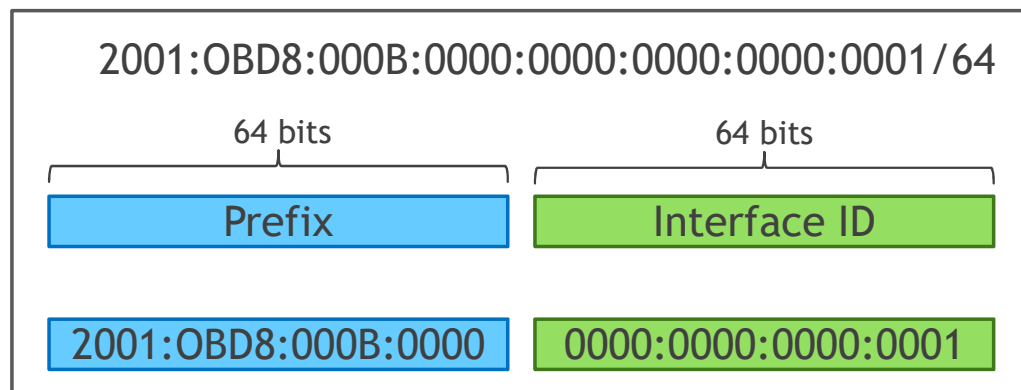 2001:OBD8:000B:0000:0000:0000:0000:0001/64
64 bits 64 bits
Prefix Interface ID
2001:OBD8:000B:0000 0000:0000:0000:0001